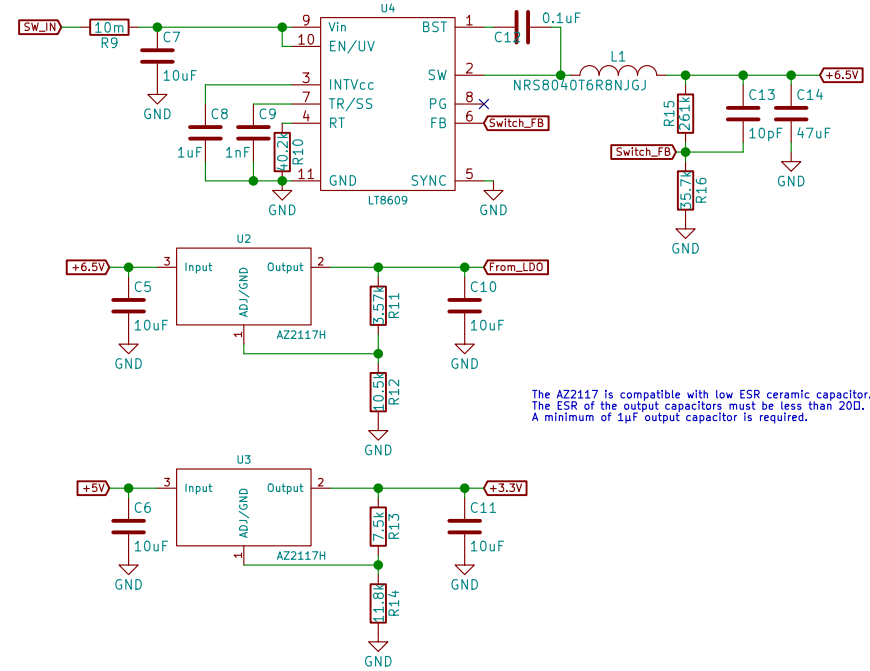 U4
SW_IN
10m
R9
C7
10uF
GND
9
Vin
10
EN/UV
3
INTVcc
7
TR/SS
4
RT
11
GND
BST
1
SW
2
PG
8
FB
6
SYNC
5
LT8609
C8
1uF
C9
1nF
40.2k
R10
GND
GND
C12
0.1uF
L1
NRS8040T6R8NJGJ
Switch_FB
+6.5V
R15
261k
C13
10pF
C14
47uF
GND
Switch_FB
35.7k
R16
GND
U2
+6.5V
3
Input
Output
2
From_LDO
ADJ/GND
1
AZ2117H
C5
10uF
GND
3.57k
R11
C10
10uF
GND
10.5k
R12
GND
The AZ2117 is compatible with low ESR ceramic capacitor.
The ESR of the output capacitors must be less than 20▯.
A minimum of 1μF output capacitor is required.
U3
+5V
3
Input
Output
2
+3.3V
ADJ/GND
1
AZ2117H
C6
10uF
GND
7.5k
R13
C11
10uF
GND
11.8k
R14
GND